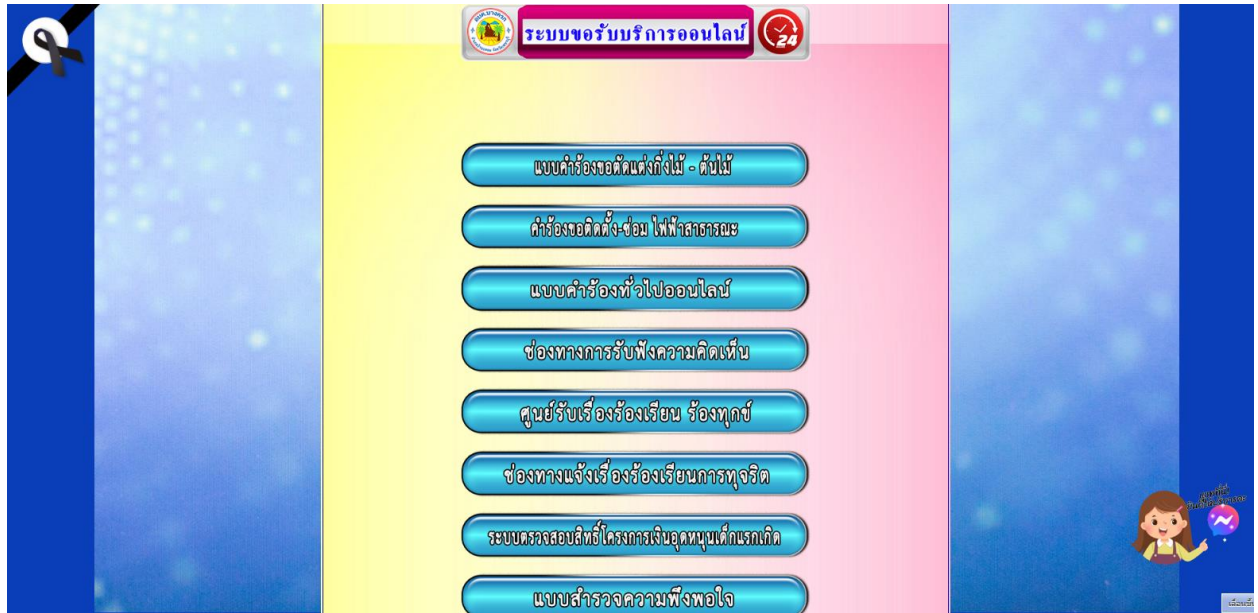 ระบบขอรับบริการออนไลน์
24
แบบคำร้องขอตัดแต่งกิ่งไม้ - ต้นไม้
คำร้องขอติดตั้ง-ซ่อม ไฟฟ้าสาธารณะ
แบบคำร้องทั่วไปออนไลน์
ช่องทางการรับฟังความคิดเห็น
ศูนย์รับเรื่องร้องเรียน ร้องทุกข์
ช่องทางแจ้งเรื่องร้องเรียนการทุจริต
ระบบตรวจสอบสิทธิ์โครงการเงินอุดหนุนเด็กแรกเกิด
แบบสำรวจความพึงพอใจ